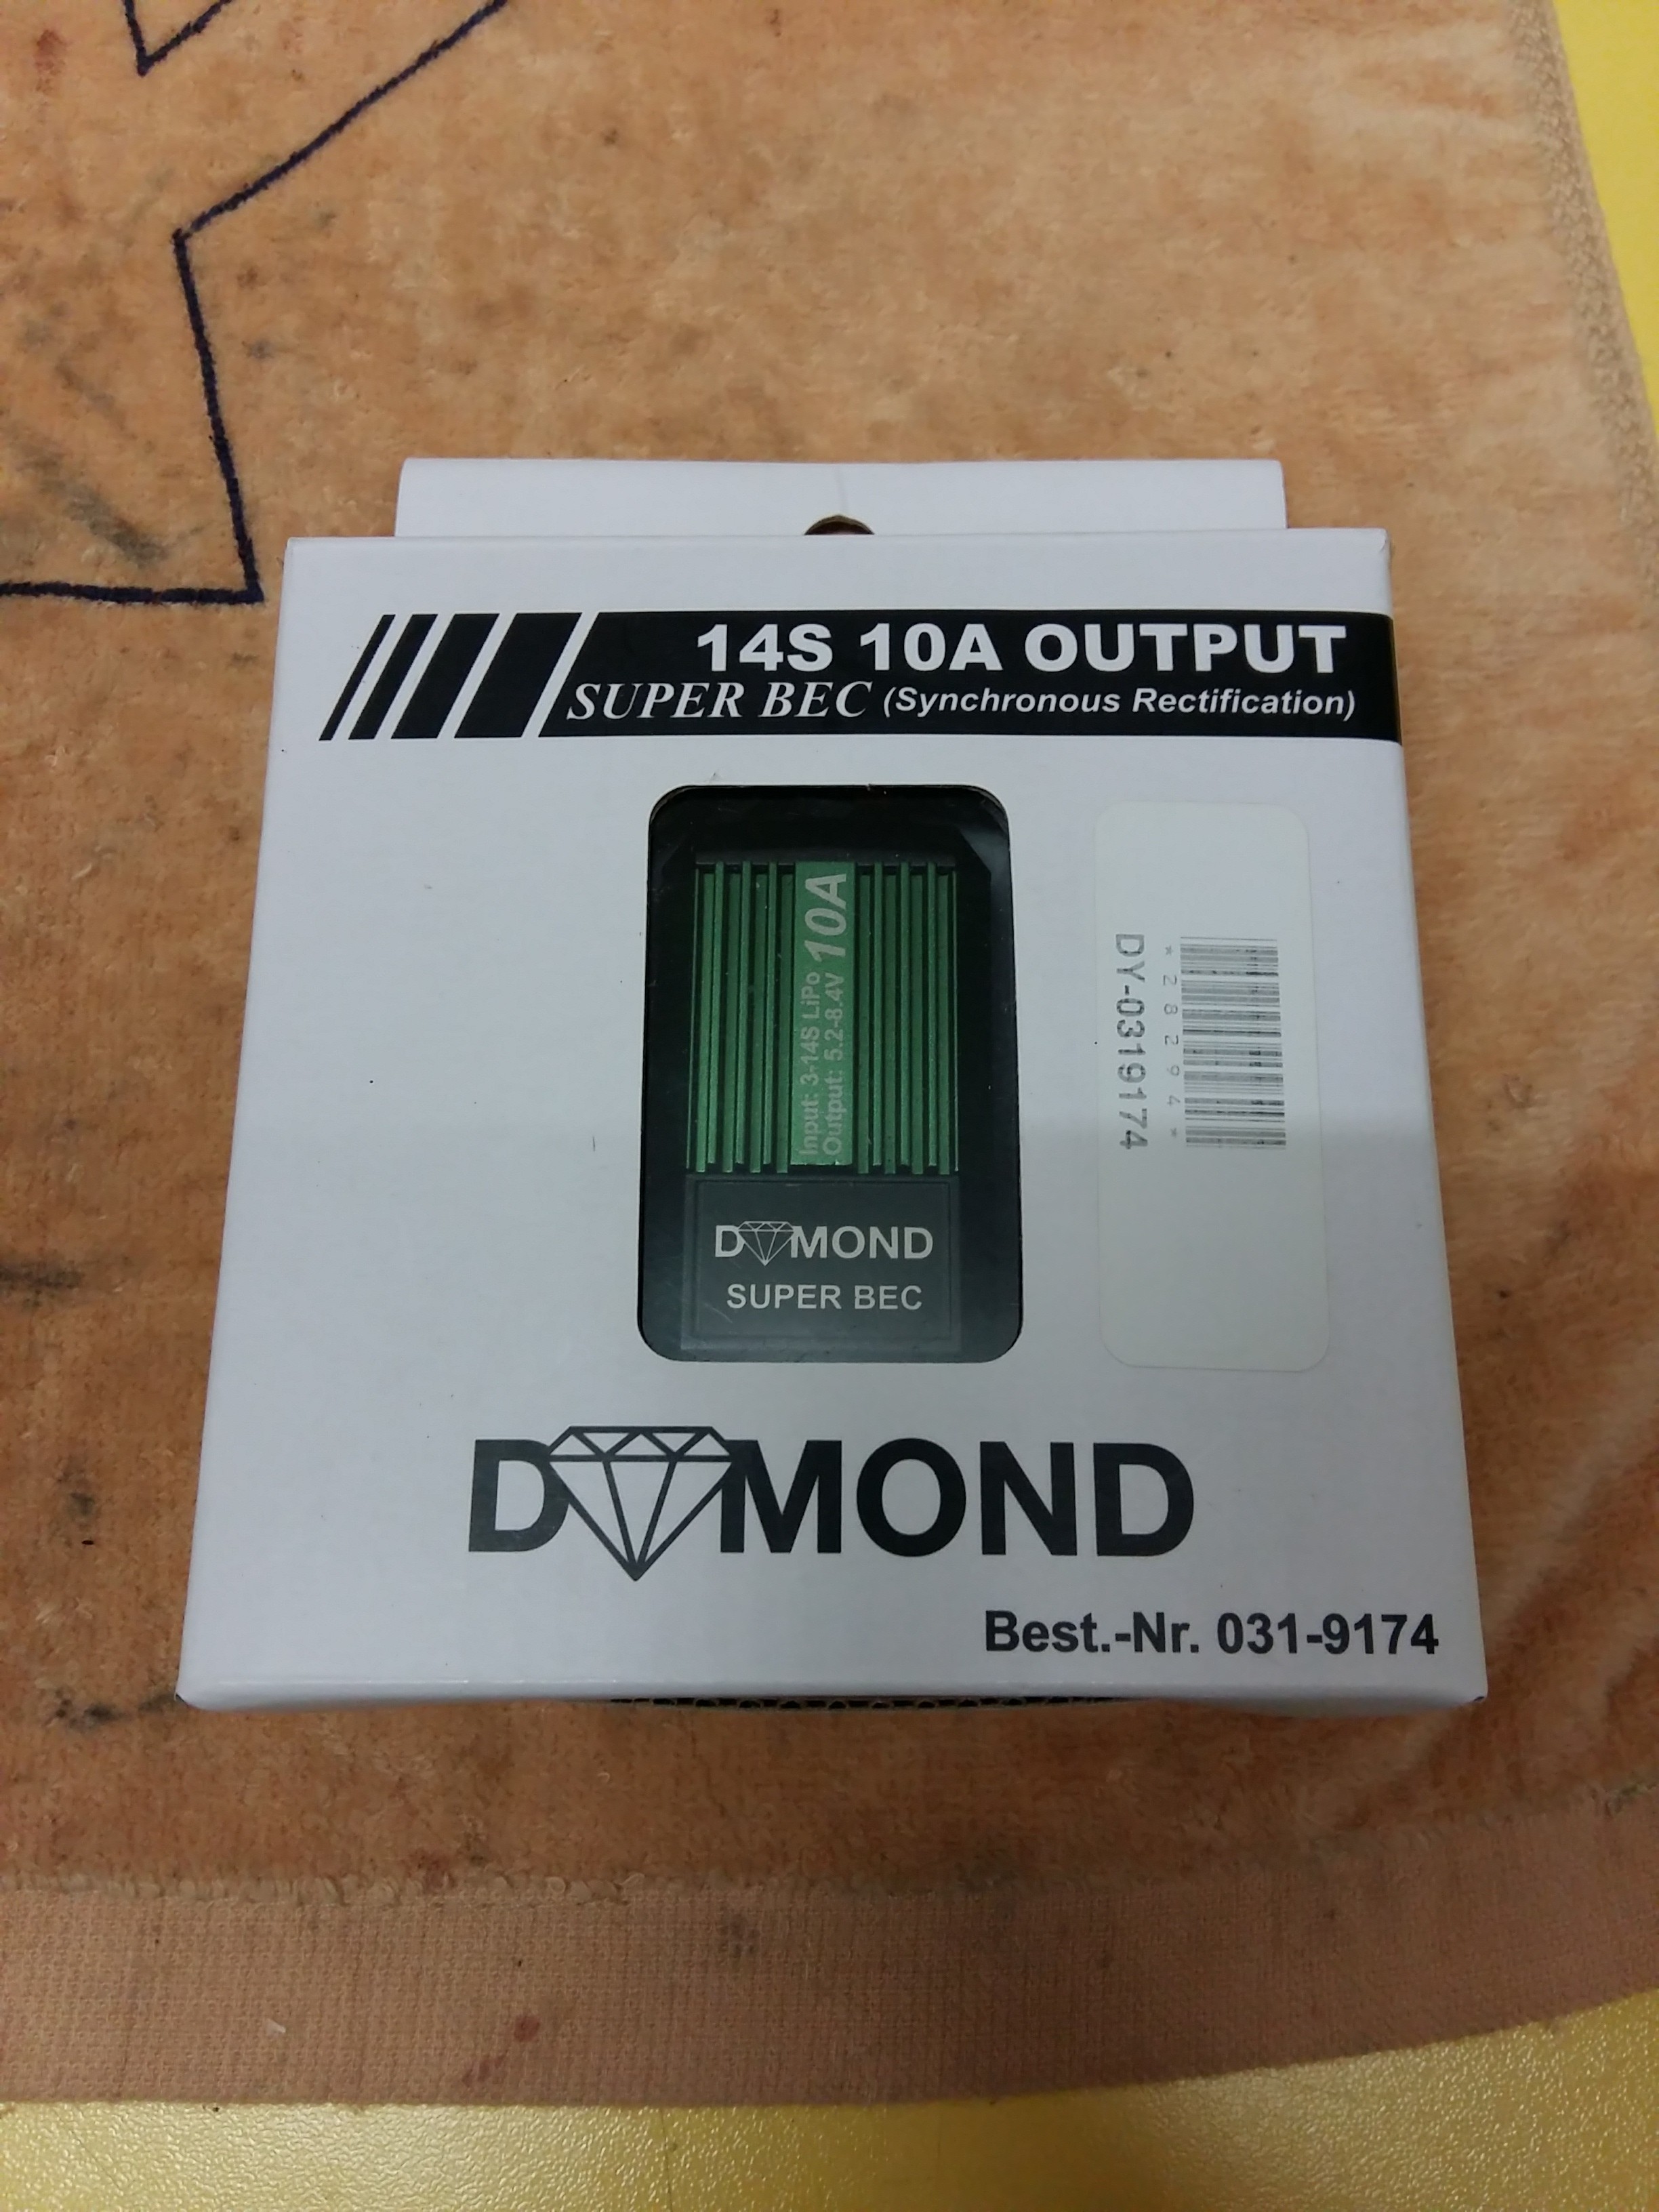 14S 10A OUTPUT
SUPER BEC (Synchronous Rectification)
Input: 3-14S LiPo
Output: 5.2-8.4V 10A
DYMOND
SUPER BEC
*28294*
DY-0319174
DYMOND
Best.-Nr. 031-9174